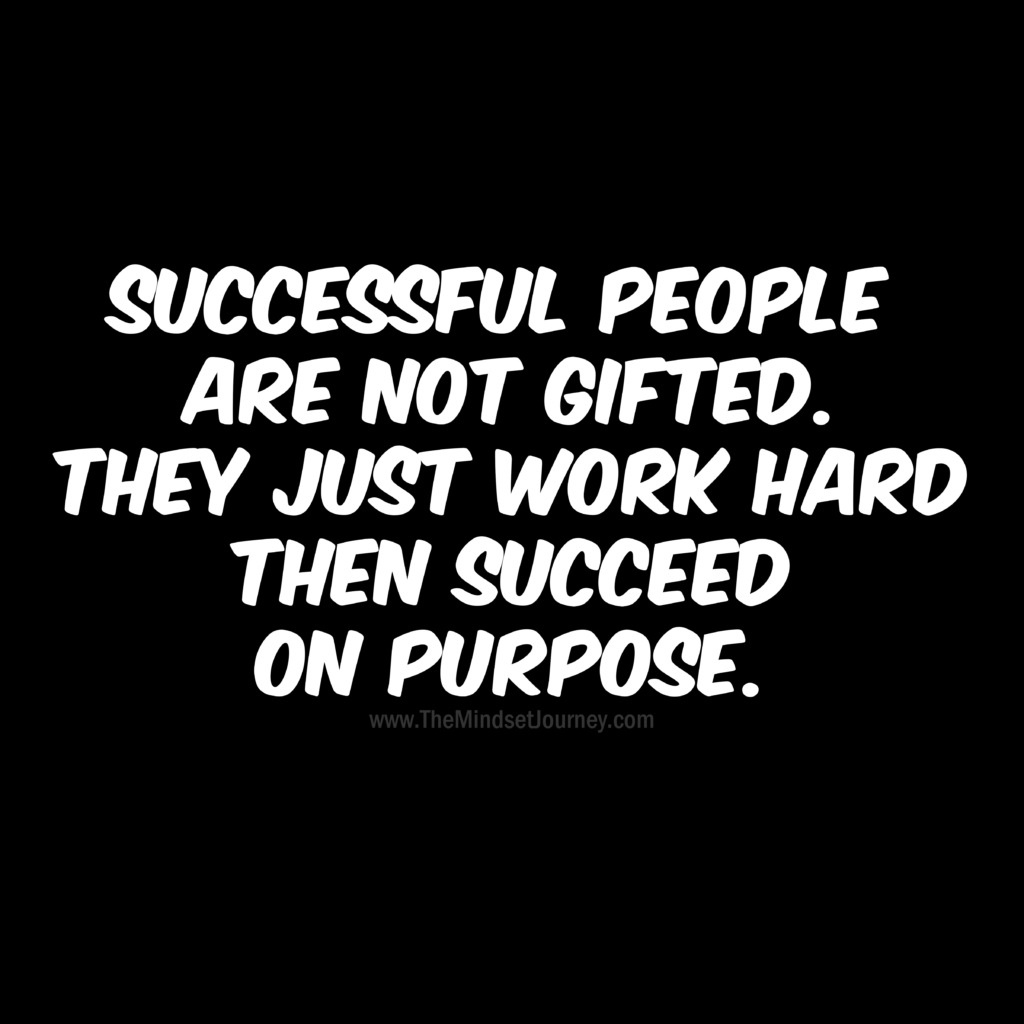 SUCCESSFUL PEOPLE
ARE NOT GIFTED.
THEY JUST WORK HARD
THEN SUCCEED
ON PURPOSE.
www.TheMindsetJourney.com